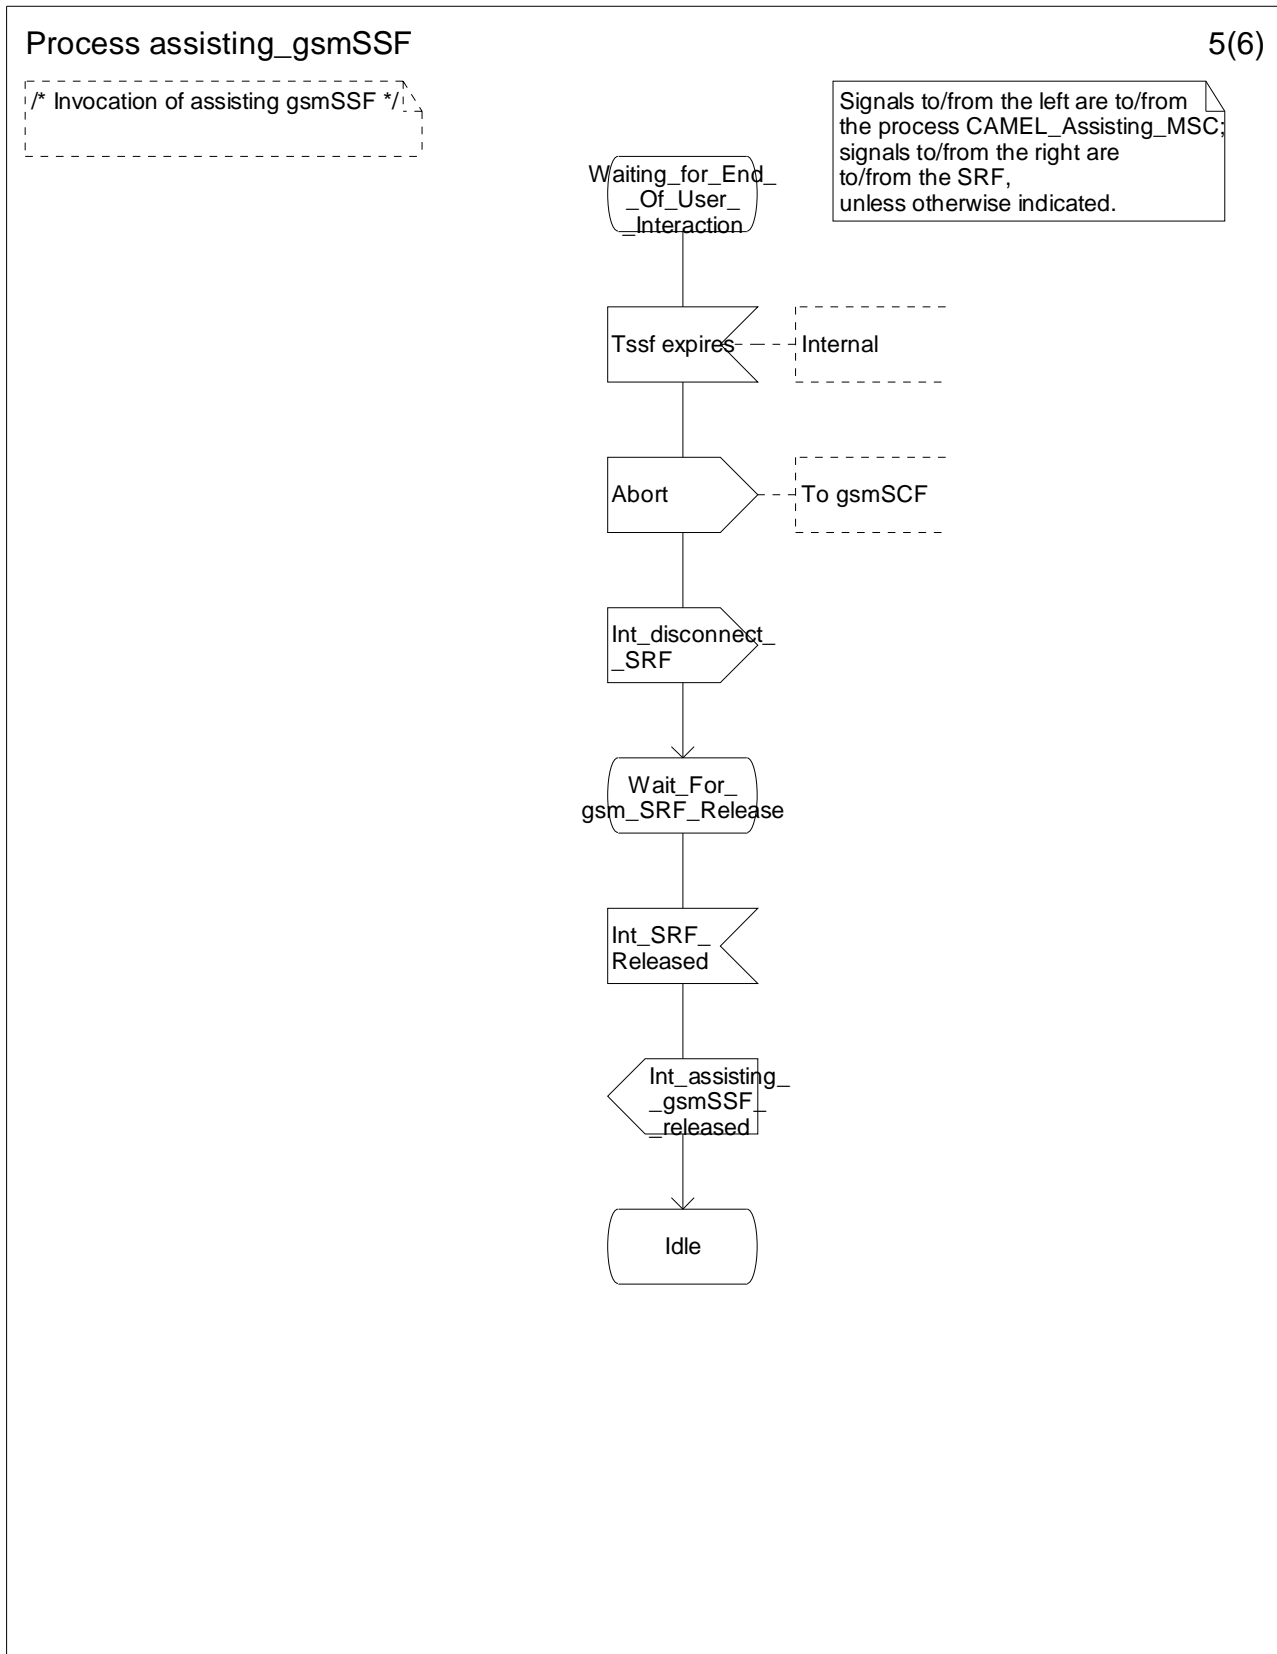 Process assisting_gsmSSF
5(6)
/* Invocation of assisting gsmSSF */
Signals to/from the left are to/from
the process CAMEL_Assisting_MSC;
signals to/from the right are
to/from the SRF,
unless otherwise indicated.
Waiting_for_End_
_Of_User_
_Interaction
Tssf expires
Internal
Abort
To gsmSCF
Int_disconnect_
_SRF
Wait_For_
gsm_SRF_Release
Int_SRF_
Released
Int_assisting_
_gsmSSF_
_released
Idle